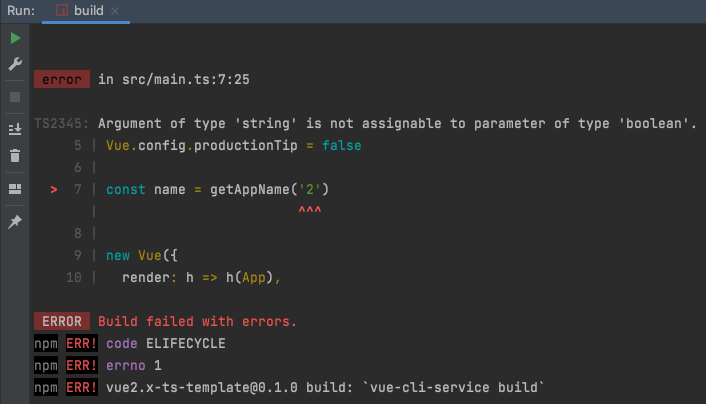 Run: build ×
error in src/main.ts:7:25
TS2345: Argument of type 'string' is not assignable to parameter of type 'boolean'.
5 | Vue.config.productionTip = false
6 |
> 7 | const name = getAppName('2')
| ^^^
8 |
9 | new Vue({
10 | render: h => h(App),
ERROR Build failed with errors.
npm ERR! code ELIFECYCLE
npm ERR! errno 1
npm ERR! vue2.x-ts-template@0.1.0 build: `vue-cli-service build`